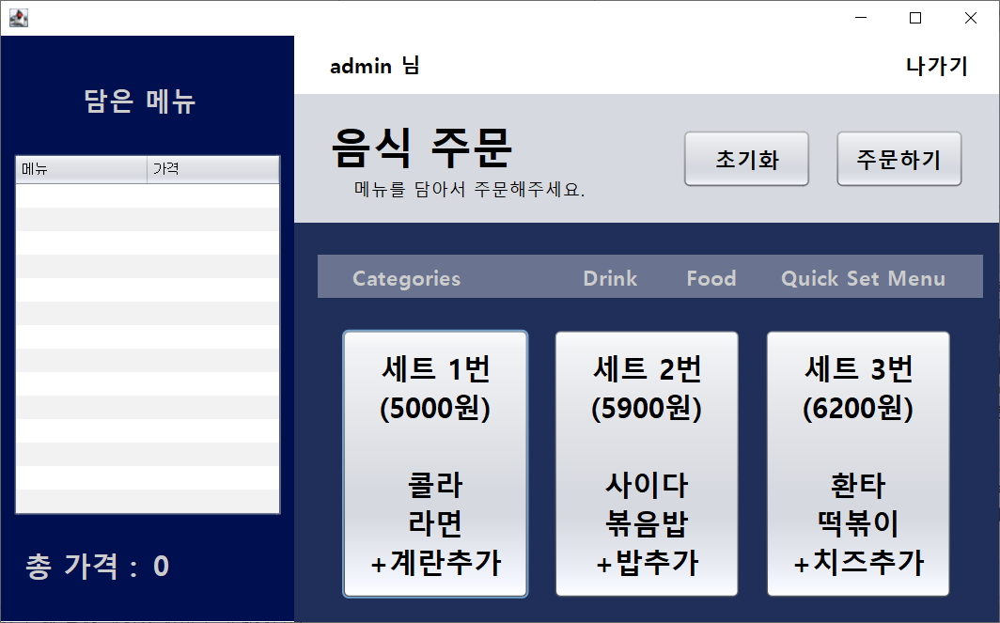 담은 메뉴
메뉴 가격
총 가격 : 0
admin 님
나가기
음식 주문
메뉴를 담아서 주문해주세요.
초기화
주문하기
Categories Drink Food Quick Set Menu
세트 1번
(5000원)
콜라
라면
+계란추가
세트 2번
(5900원)
사이다
볶음밥
+밥추가
세트 3번
(6200원)
환타
떡볶이
+치즈추가